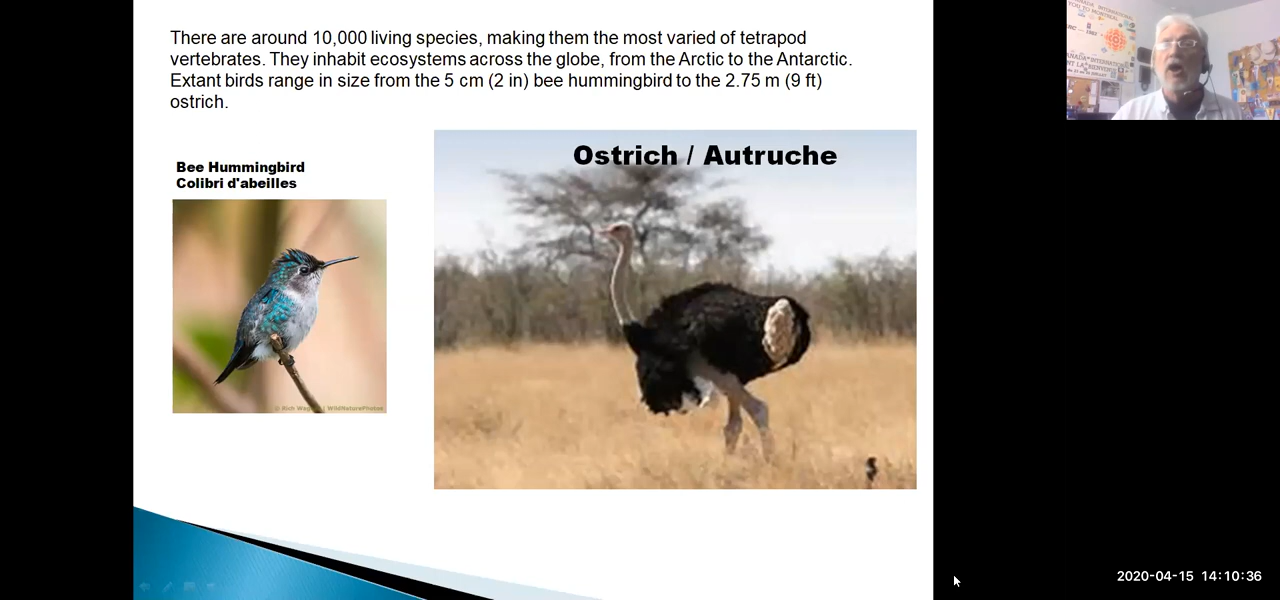 There are around 10,000 living species, making them the most varied of tetrapod
vertebrates. They inhabit ecosystems across the globe, from the Arctic to the Antarctic.
Extant birds range in size from the 5 cm (2 in) bee hummingbird to the 2.75 m (9 ft)
ostrich.
Bee Hummingbird
Colibri d'abeilles
Ostrich / Autruche
© Rich | WildNaturePhotos
2020-04-15 14:10:36